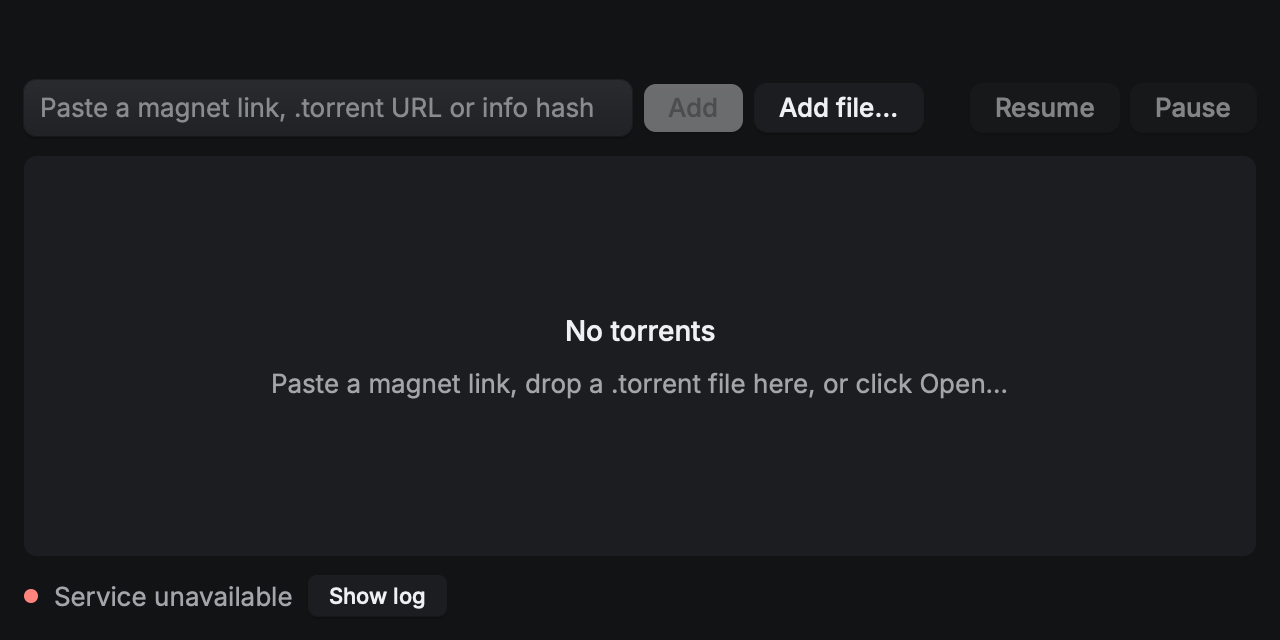 Paste a magnet link, .torrent URL or info hash
Add
Add file...
Resume
Pause
No torrents
Paste a magnet link, drop a .torrent file here, or click Open...
Service unavailable
Show log